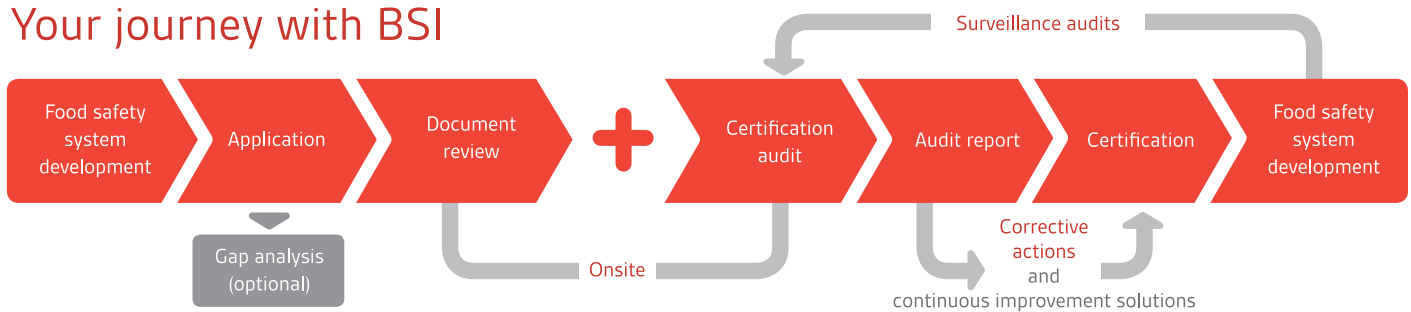 Your journey with BSI
Surveillance audits
Food safety
system
development
Application
Document
review
Certification
audit
Audit report
Certification
Food safety
system
development
Gap analysis
(optional)
Onsite
Corrective
actions
and
continuous improvement solutions